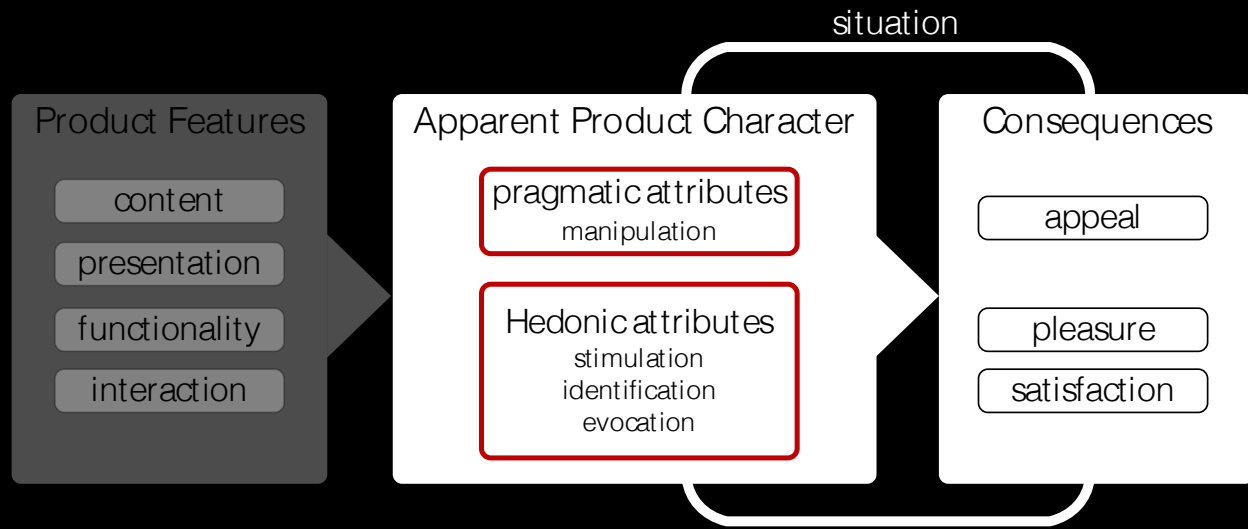 situation
Product Features
content
presentation
functionality
interaction
Apparent Product Character
pragmatic attributes
manipulation
Hedonic attributes
stimulation
identification
evocation
Consequences
appeal
pleasure
satisfaction